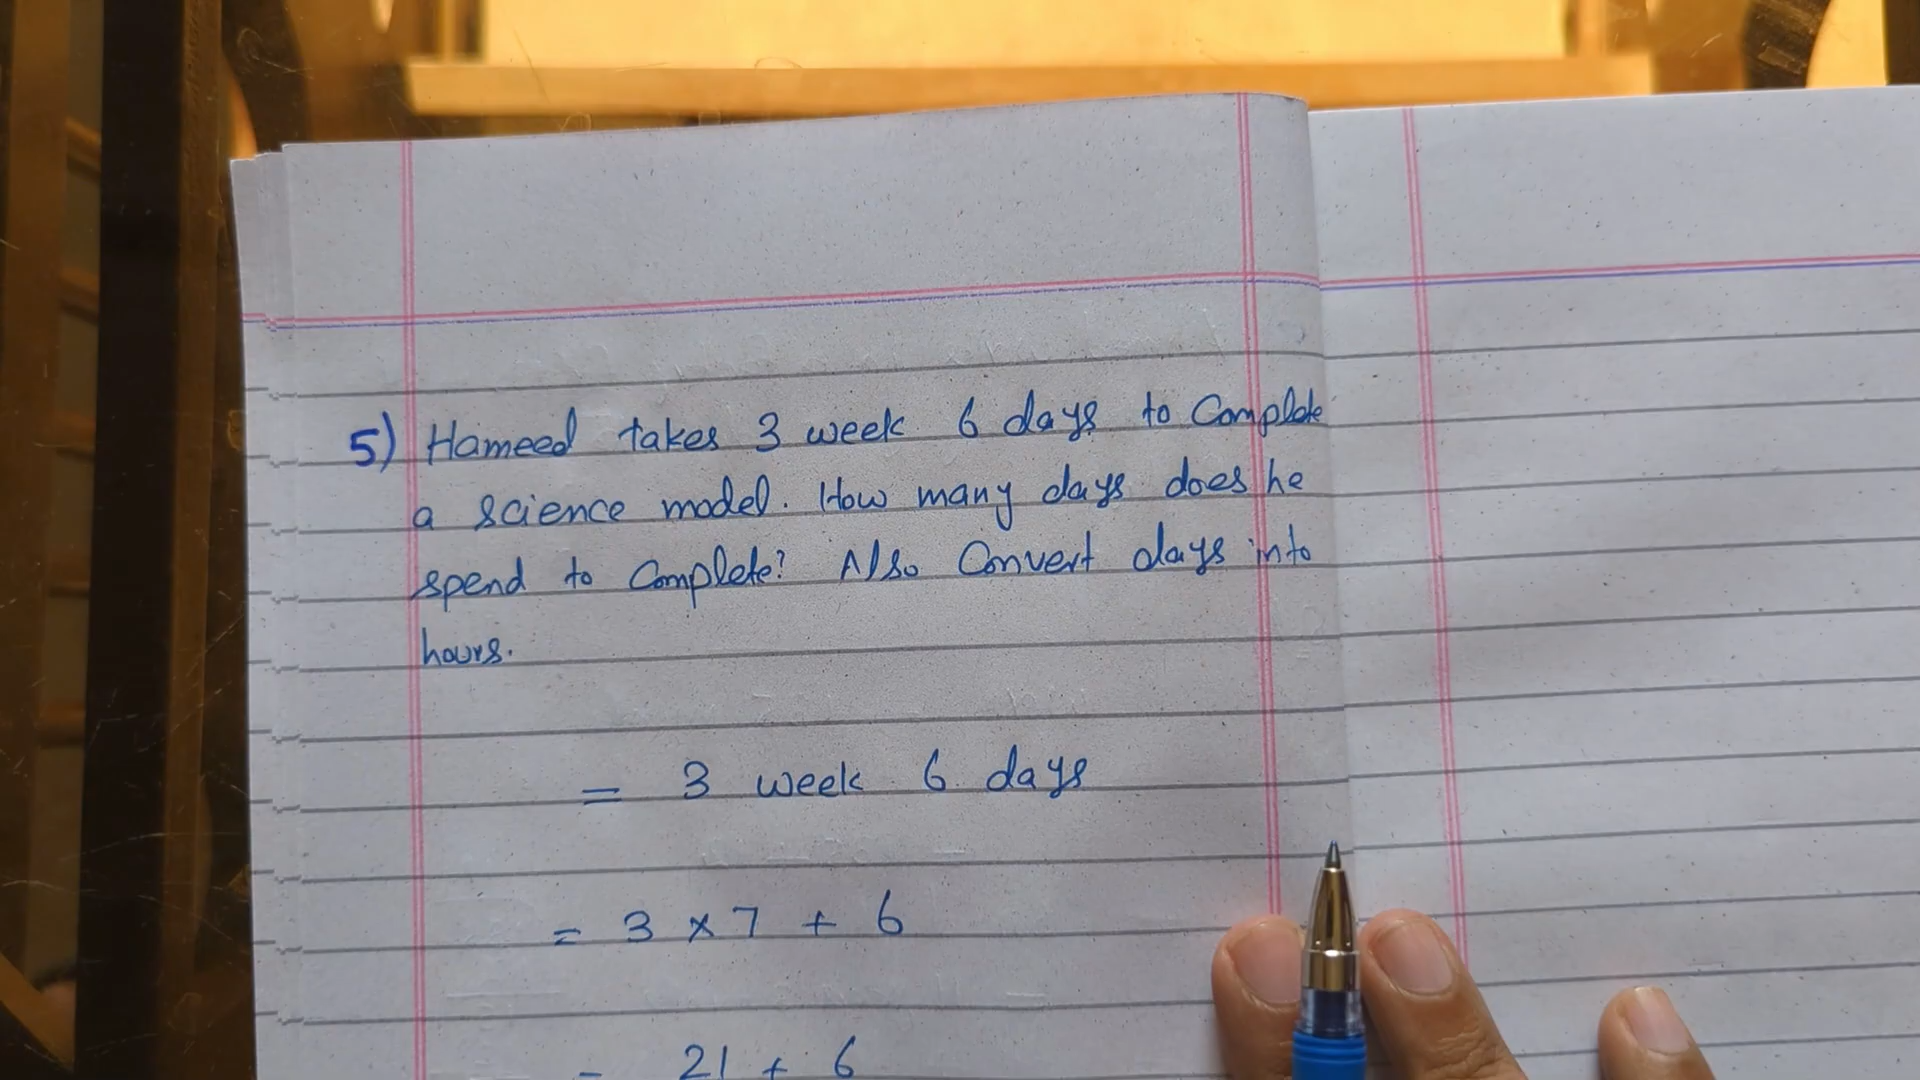 5) Hameed takes 3 week 6 days to Complete
a science model. How many days does he
spend to Complete? Also Convert days into
hours.
= 3 week 6 days
= 3 × 7 + 6
= 21 + 6